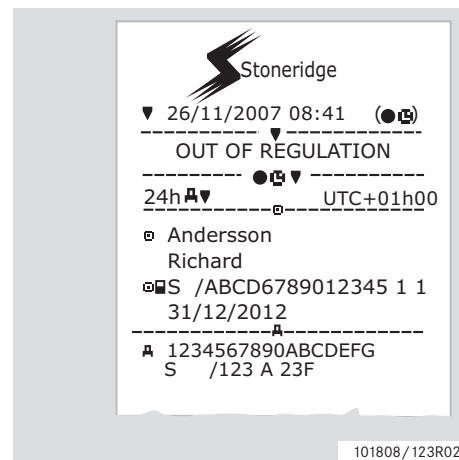 Stoneridge
26/11/2007 08:41 ( )
OUT OF REGULATION
24h UTC+01h00
Andersson
Richard
S /ABCD6789012345 1 1
31/12/2012
1234567890ABCDEFG
S /123 A 23F
101808/123R02